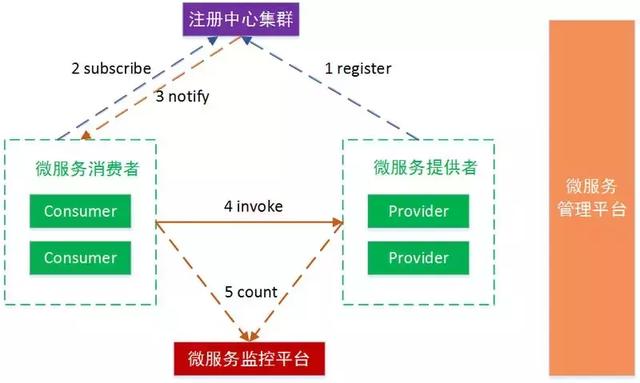 注册中心集群
2 subscribe
1 register
3 notify
微服务消费者
微服务提供者
Consumer
4 invoke
Provider
Consumer
Provider
5 count
微服务监控平台
微服务
管理平台